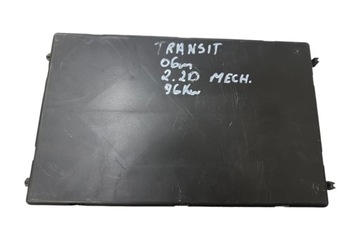 TRANSIT
06m
2.2D MECH.
96Kw